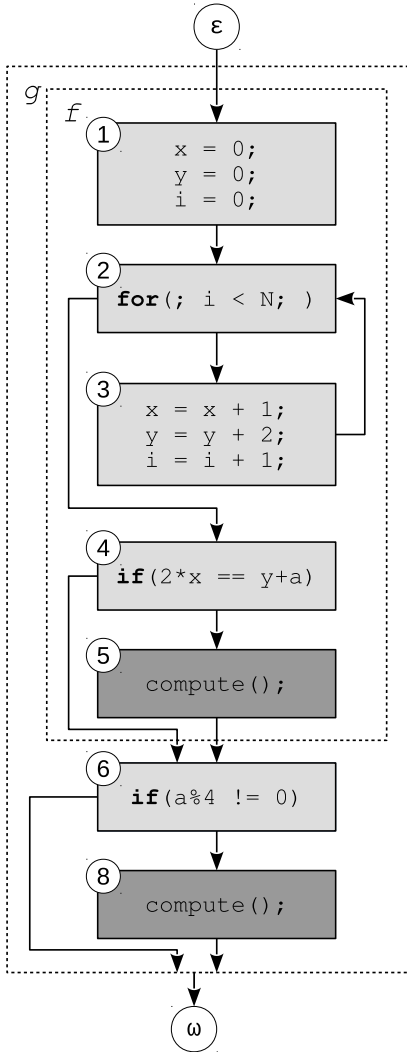 ε
g
f
1
x = 0;
y = 0;
i = 0;
2
for(; i < N; )
3
x = x + 1;
y = y + 2;
i = i + 1;
4
if(2*x == y+a)
5
compute();
6
if(a%4 != 0)
8
compute();
ω